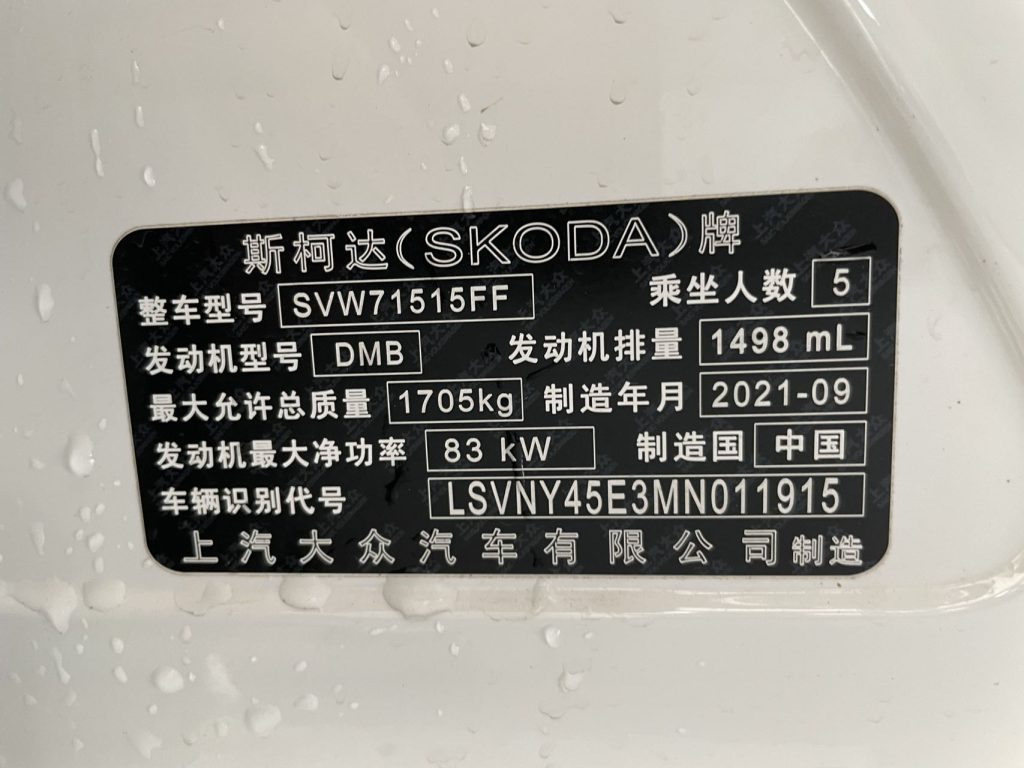 斯柯达(SKODA)牌
整车型号 SVW71515FF 乘坐人数 5
发动机型号 DMB 发动机排量 1498 mL
最大允许总质量 1705kg 制造年月 2021-09
发动机最大净功率 83 kW 制造国 中国
车辆识别代号 LSVNY45E3MN011915
上汽大众汽车有限公司制造